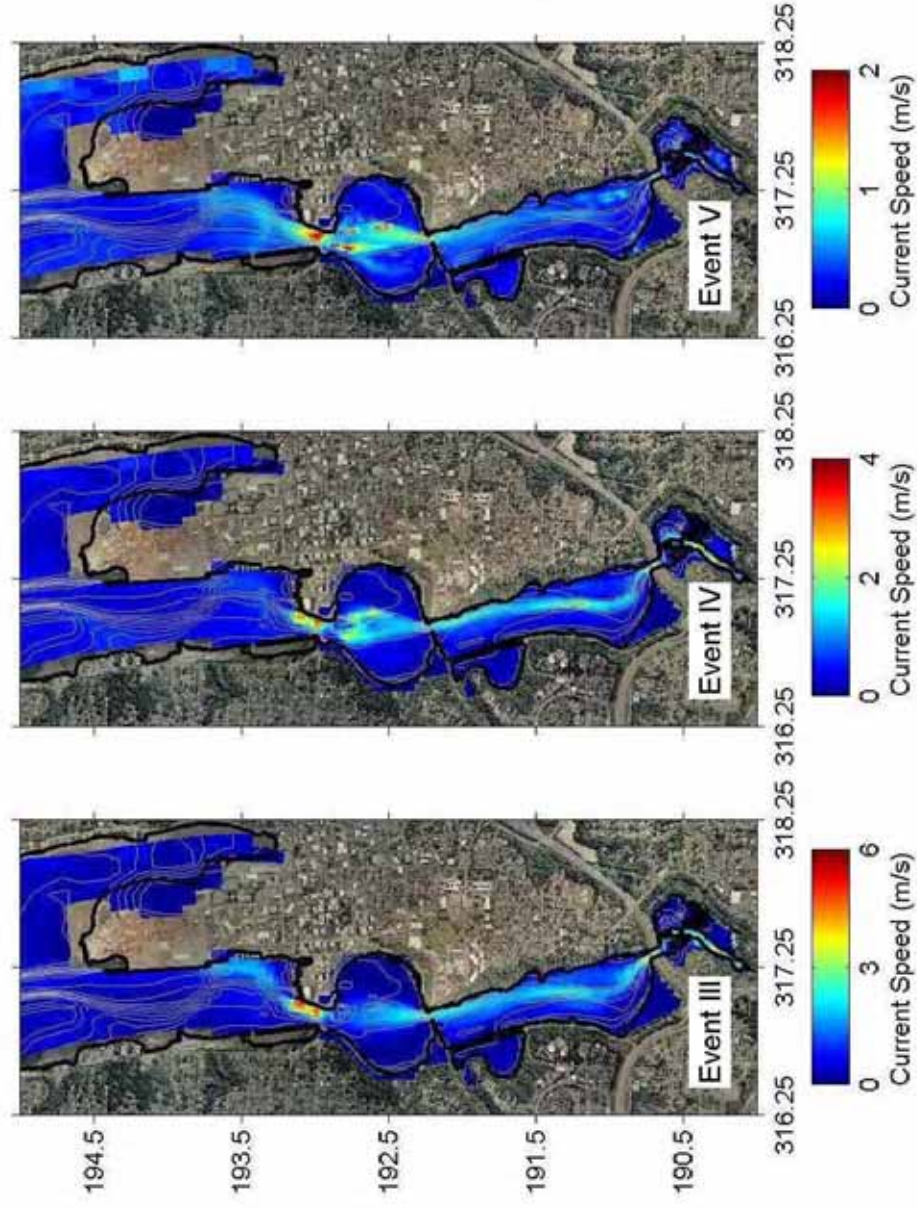 194.5
193.5
192.5
191.5
190.5
Event III
316.25 317.25 318.25
0 3 6
Current Speed (m/s)
Event IV
316.25 317.25 318.25
0 2 4
Current Speed (m/s)
Event V
316.25 317.25 318.25
0 1 2
Current Speed (m/s)